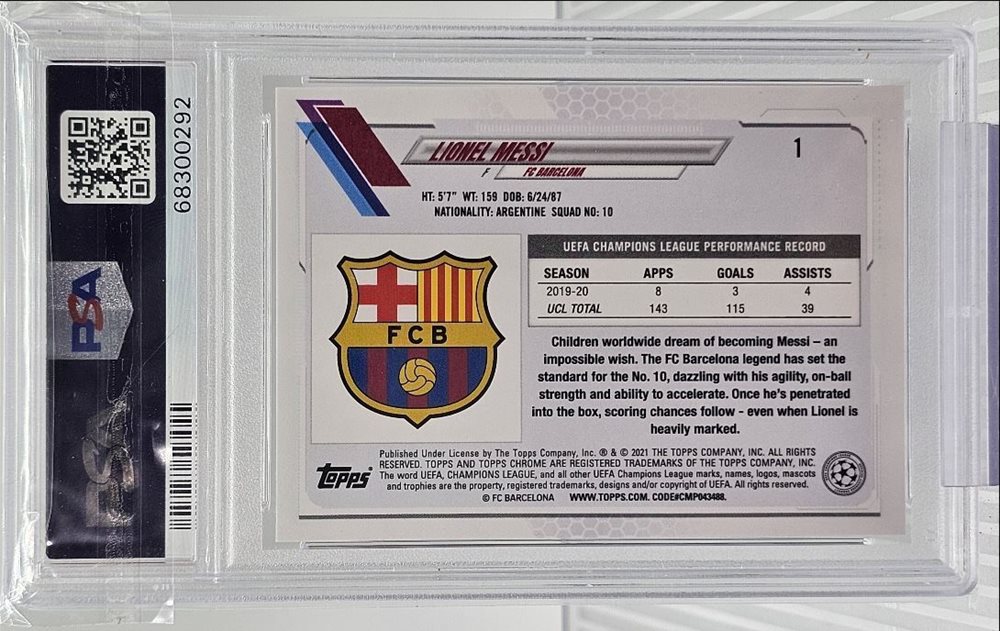 68300292
PSA
PSA
LIONEL MESSI
1
F FC BARCELONA
HT: 5'7" WT: 159 DOB: 6/24/87
NATIONALITY: ARGENTINE SQUAD NO: 10
FCB
UEFA CHAMPIONS LEAGUE PERFORMANCE RECORD
SEASON APPS GOALS ASSISTS
2019-20 8 3 4
UCL TOTAL 143 115 39
Children worldwide dream of becoming Messi – an
impossible wish. The FC Barcelona legend has set the
standard for the No. 10, dazzling with his agility, on-ball
strength and ability to accelerate. Once he's penetrated
into the box, scoring chances follow - even when Lionel is
heavily marked.
Topps
Published Under License by The Topps Company, Inc. ® & © 2021 THE TOPPS COMPANY, INC. ALL RIGHTS
RESERVED. TOPPS AND TOPPS CHROME ARE REGISTERED TRADEMARKS OF THE TOPPS COMPANY, INC.
The word UEFA, CHAMPIONS LEAGUE, and all UEFA Champions League marks, names, logos, mascots
and trophies are the property, registered trademarks, designs and/or copyright of UEFA. All rights reserved.
© FC BARCELONA WWW.TOPPS.COM. CODE#CMP043488.